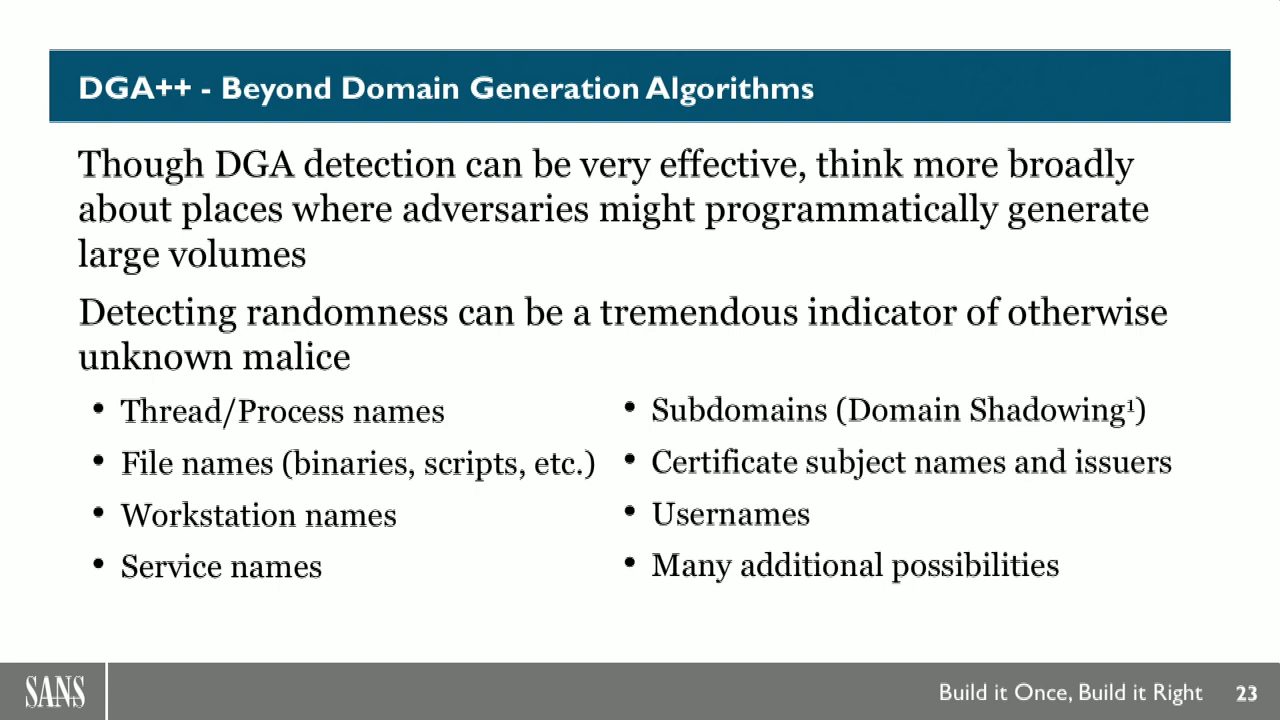 DGA++ - Beyond Domain Generation Algorithms
Though DGA detection can be very effective, think more broadly
about places where adversaries might programmatically generate
large volumes
Detecting randomness can be a tremendous indicator of otherwise
unknown malice
• Thread/Process names
• File names (binaries, scripts, etc.)
• Workstation names
• Service names
• Subdomains (Domain Shadowing¹)
• Certificate subject names and issuers
• Usernames
• Many additional possibilities
SANS
Build it Once, Build it Right
23